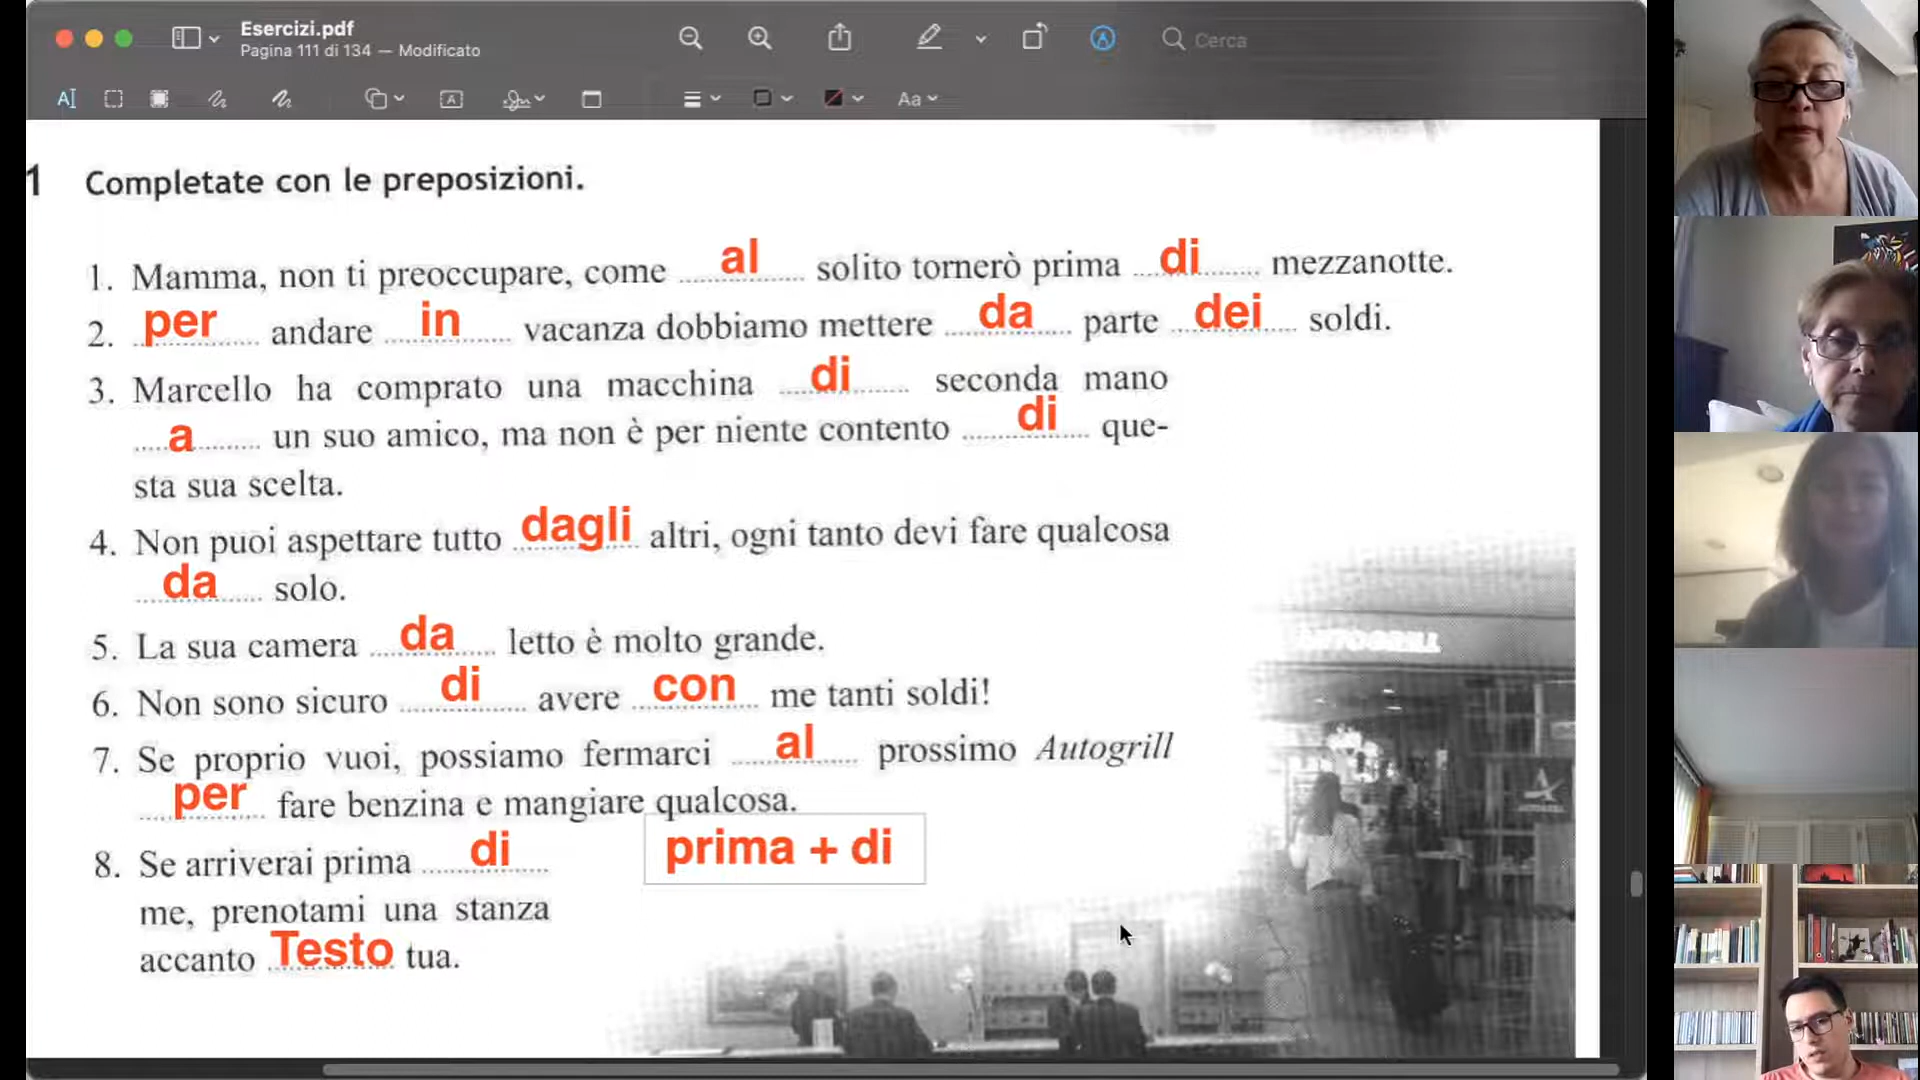 Esercizi.pdf
Pagina 111 di 134 — Modificato
Cerca
Aa
1 Completate con le preposizioni.
1. Mamma, non ti preoccupare, come al solito tornerò prima di mezzanotte.
2. per andare in vacanza dobbiamo mettere da parte dei soldi.
3. Marcello ha comprato una macchina di seconda mano
a un suo amico, ma non è per niente contento di que-
sta sua scelta.
4. Non puoi aspettare tutto dagli altri, ogni tanto devi fare qualcosa
da solo.
5. La sua camera da letto è molto grande.
6. Non sono sicuro di avere con me tanti soldi!
7. Se proprio vuoi, possiamo fermarci al prossimo Autogrill
per fare benzina e mangiare qualcosa.
prima + di
8. Se arriverai prima di
me, prenotami una stanza
accanto Testo tua.